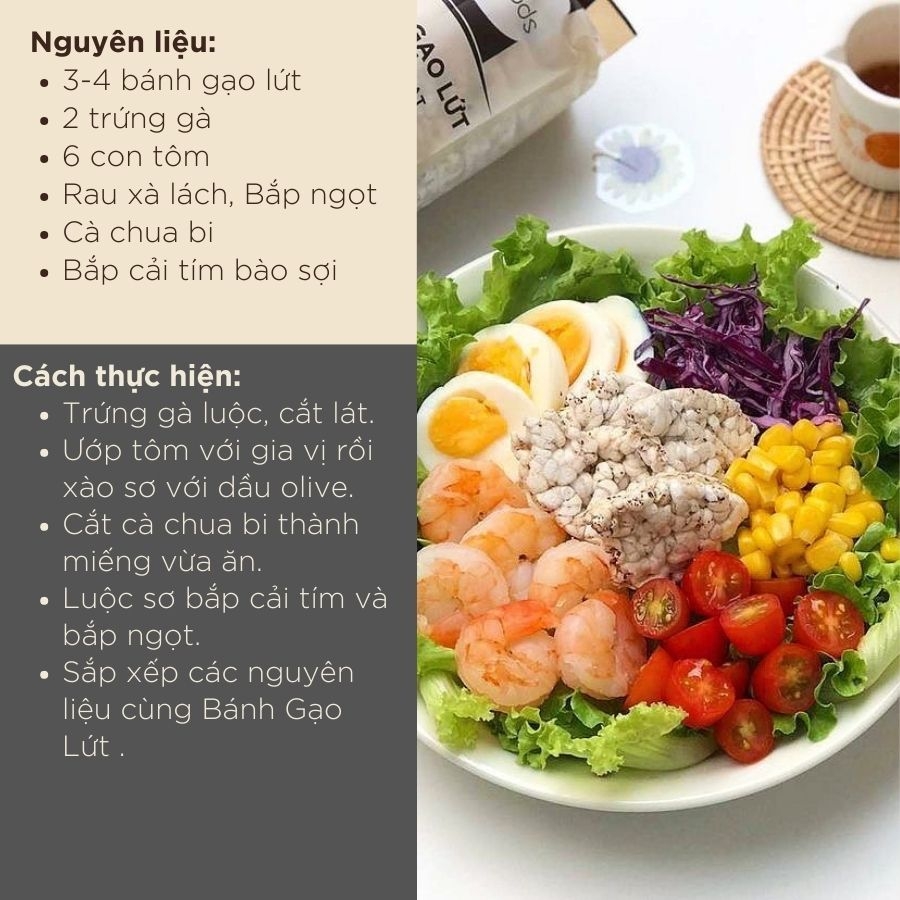 Nguyên liệu:
• 3-4 bánh gạo lứt
• 2 trứng gà
• 6 con tôm
• Rau xà lách, Bắp ngọt
• Cà chua bi
• Bắp cải tím bào sợi
Cách thực hiện:
• Trứng gà luộc, cắt lát.
• Ướp tôm với gia vị rồi
xào sơ với dầu olive.
• Cắt cà chua bi thành
miếng vừa ăn.
• Luộc sơ bắp cải tím và
bắp ngọt.
• Sắp xếp các nguyên
liệu cùng Bánh Gạo
Lứt .
GẠO LỨT